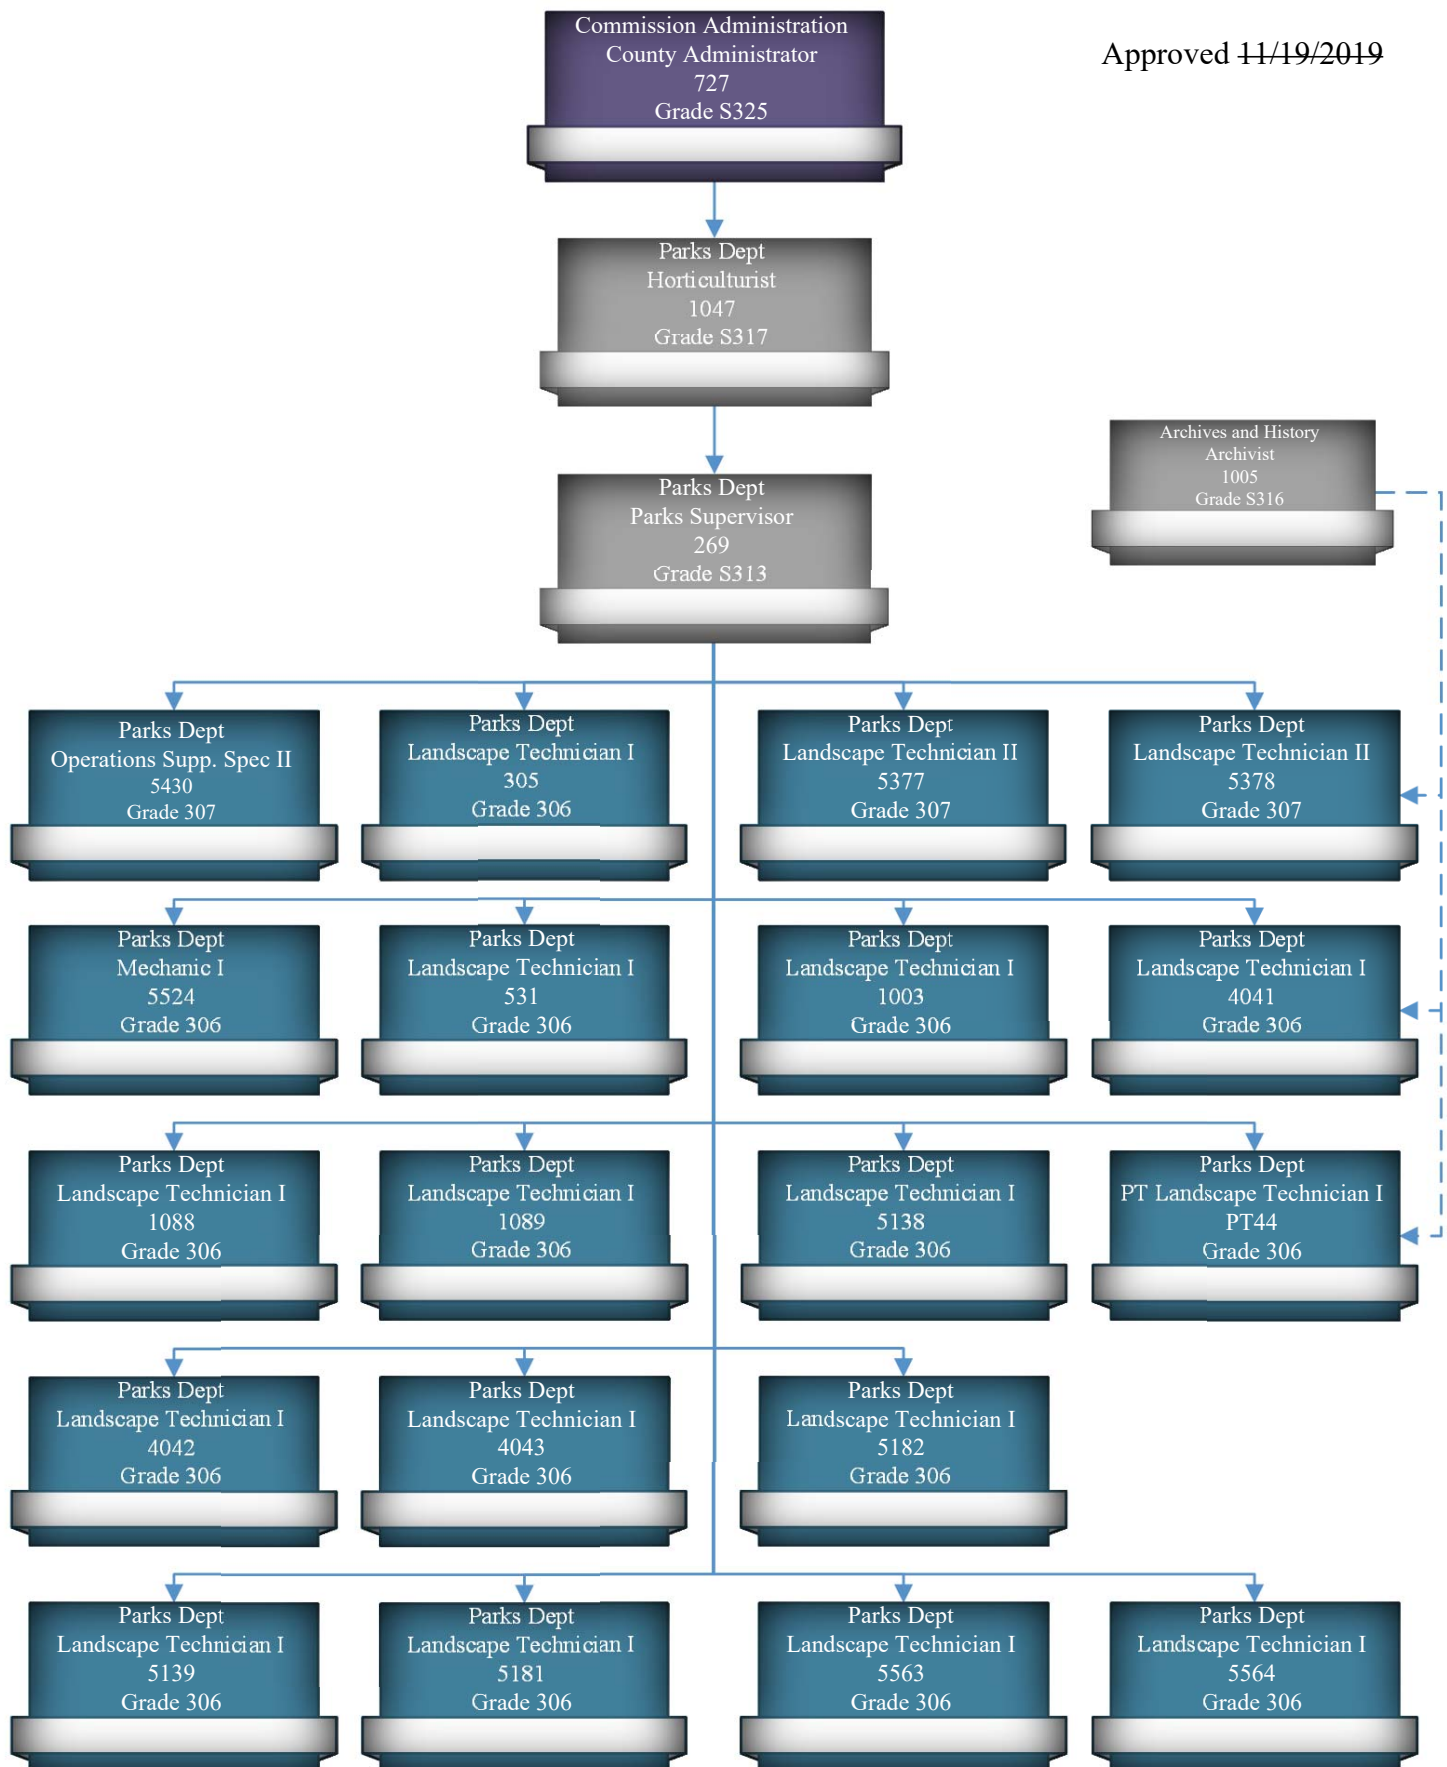 Commission Administration
County Administrator
727
Grade S325
Approved 11/19/2019
Parks Dept
Horticulturist
1047
Grade S317
Archives and History
Archivist
1005
Grade S316
Parks Dept
Parks Supervisor
269
Grade S313
Parks Dept
Operations Supp. Spec II
5430
Grade 307
Parks Dept
Landscape Technician I
305
Grade 306
Parks Dept
Landscape Technician II
5377
Grade 307
Parks Dept
Landscape Technician II
5378
Grade 307
Parks Dept
Mechanic I
5524
Grade 306
Parks Dept
Landscape Technician I
531
Grade 306
Parks Dept
Landscape Technician I
1003
Grade 306
Parks Dept
Landscape Technician I
4041
Grade 306
Parks Dept
Landscape Technician I
1088
Grade 306
Parks Dept
Landscape Technician I
1089
Grade 306
Parks Dept
Landscape Technician I
5138
Grade 306
Parks Dept
PT Landscape Technician I
PT44
Grade 306
Parks Dept
Landscape Technician I
4042
Grade 306
Parks Dept
Landscape Technician I
4043
Grade 306
Parks Dept
Landscape Technician I
5182
Grade 306
Parks Dept
Landscape Technician I
5139
Grade 306
Parks Dept
Landscape Technician I
5181
Grade 306
Parks Dept
Landscape Technician I
5563
Grade 306
Parks Dept
Landscape Technician I
5564
Grade 306